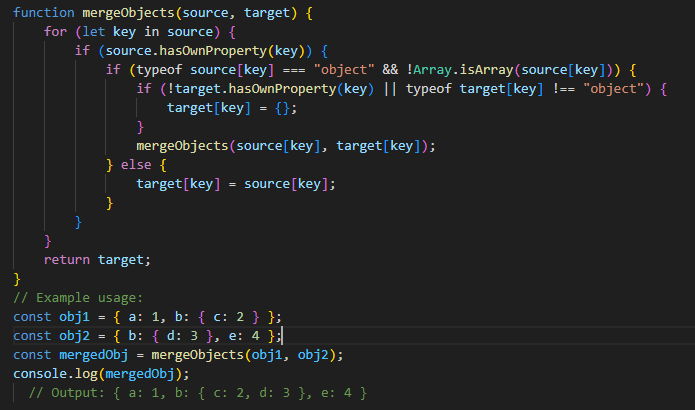 function mergeObjects(source, target) {
    for (let key in source) {
        if (source.hasOwnProperty(key)) {
            if (typeof source[key] === "object" && !Array.isArray(source[key])) {
                if (!target.hasOwnProperty(key) || typeof target[key] !== "object") {
                    target[key] = {};
                }
                mergeObjects(source[key], target[key]);
            } else {
                target[key] = source[key];
            }
        }
    }
    return target;
}
// Example usage:
const obj1 = { a: 1, b: { c: 2 } };
const obj2 = { b: { d: 3 }, e: 4 };
const mergedObj = mergeObjects(obj1, obj2);
console.log(mergedObj);
  // Output: { a: 1, b: { c: 2, d: 3 }, e: 4 }